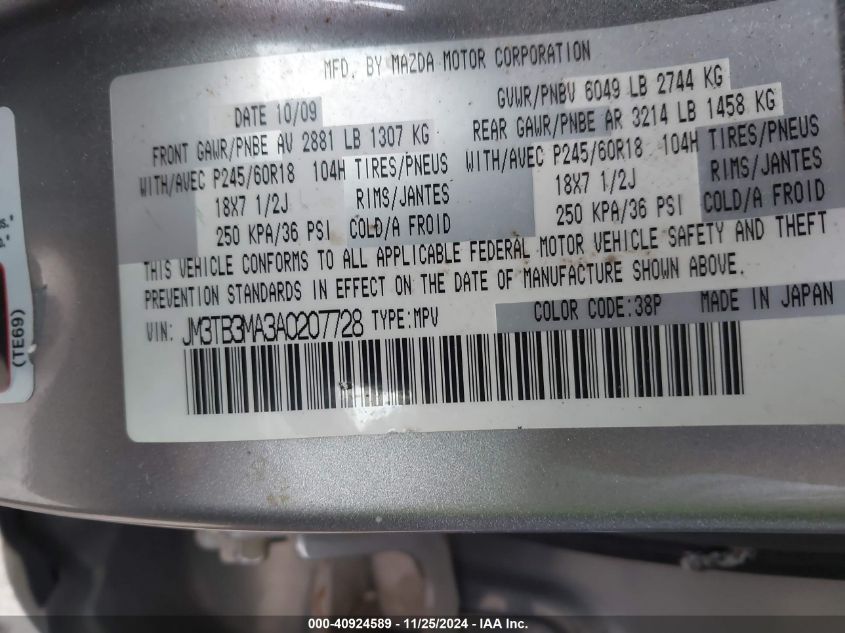 MFD. BY MAZDA MOTOR CORPORATION
DATE 10/09
GVWR/PNBV 6049 LB 2744 KG
FRONT GAWR/PNBE AV 2881 LB 1307 KG
REAR GAWR/PNBE AR 3214 LB 1458 KG
WITH/AVEC P245/60R18 104H TIRES/PNEUS
WITH/AVEC P245/60R18 104H TIRES/PNEUS
18X7 1/2J RIMS/JANTES
18X7 1/2J RIMS/JANTES
250 KPA/36 PSI COLD/A FROID
250 KPA/36 PSI COLD/A FROID
THIS VEHICLE CONFORMS TO ALL APPLICABLE FEDERAL MOTOR VEHICLE SAFETY AND THEFT
PREVENTION STANDARDS IN EFFECT ON THE DATE OF MANUFACTURE SHOWN ABOVE.
VIN: JM3TB3MA3A0207728 TYPE:MPV
COLOR CODE:38P MADE IN JAPAN
(TE69)
000-40924589 - 11/25/2024 - IAA Inc.